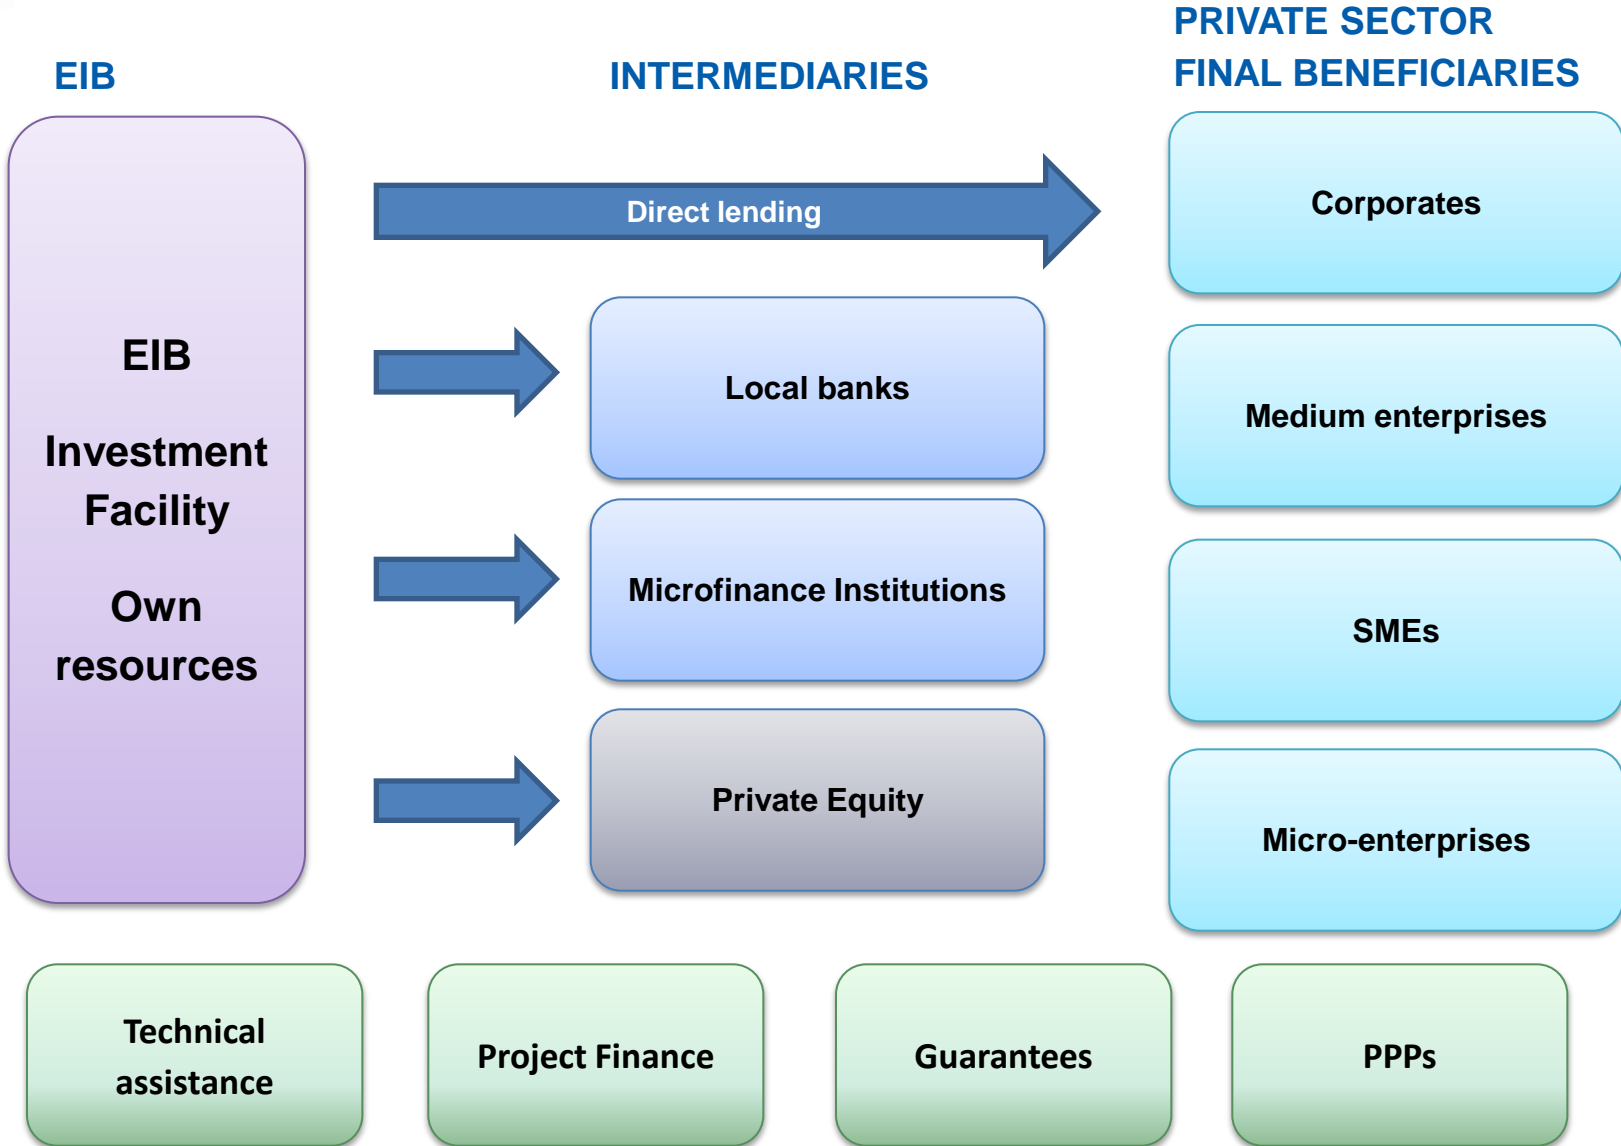 EIB
INTERMEDIARIES
PRIVATE SECTOR
FINAL BENEFICIARIES
EIB
Investment
Facility
Own
resources
Direct lending
Local banks
Microfinance Institutions
Private Equity
Corporates
Medium enterprises
SMEs
Micro-enterprises
Technical
assistance
Project Finance
Guarantees
PPPs